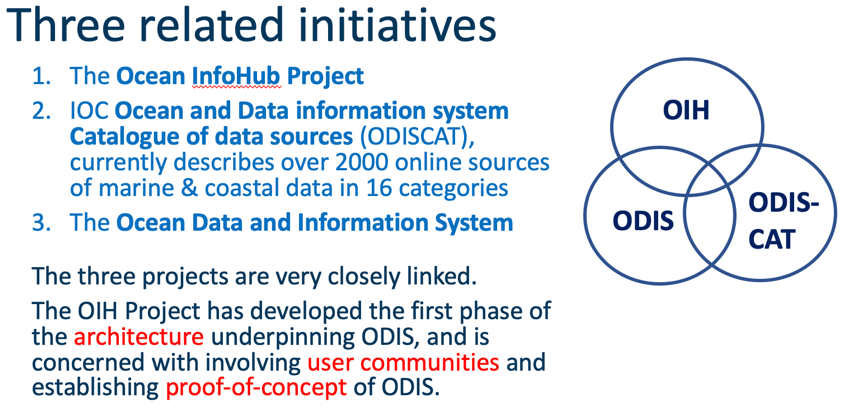 Three related initiatives
1. The Ocean InfoHub Project
2. IOC Ocean and Data information system
Catalogue of data sources (ODISCAT),
currently describes over 2000 online sources
of marine & coastal data in 16 categories
3. The Ocean Data and Information System
The three projects are very closely linked.
The OIH Project has developed the first phase of
the architecture underpinning ODIS, and is
concerned with involving user communities and
establishing proof-of-concept of ODIS.
OIH
ODIS
ODIS-
CAT